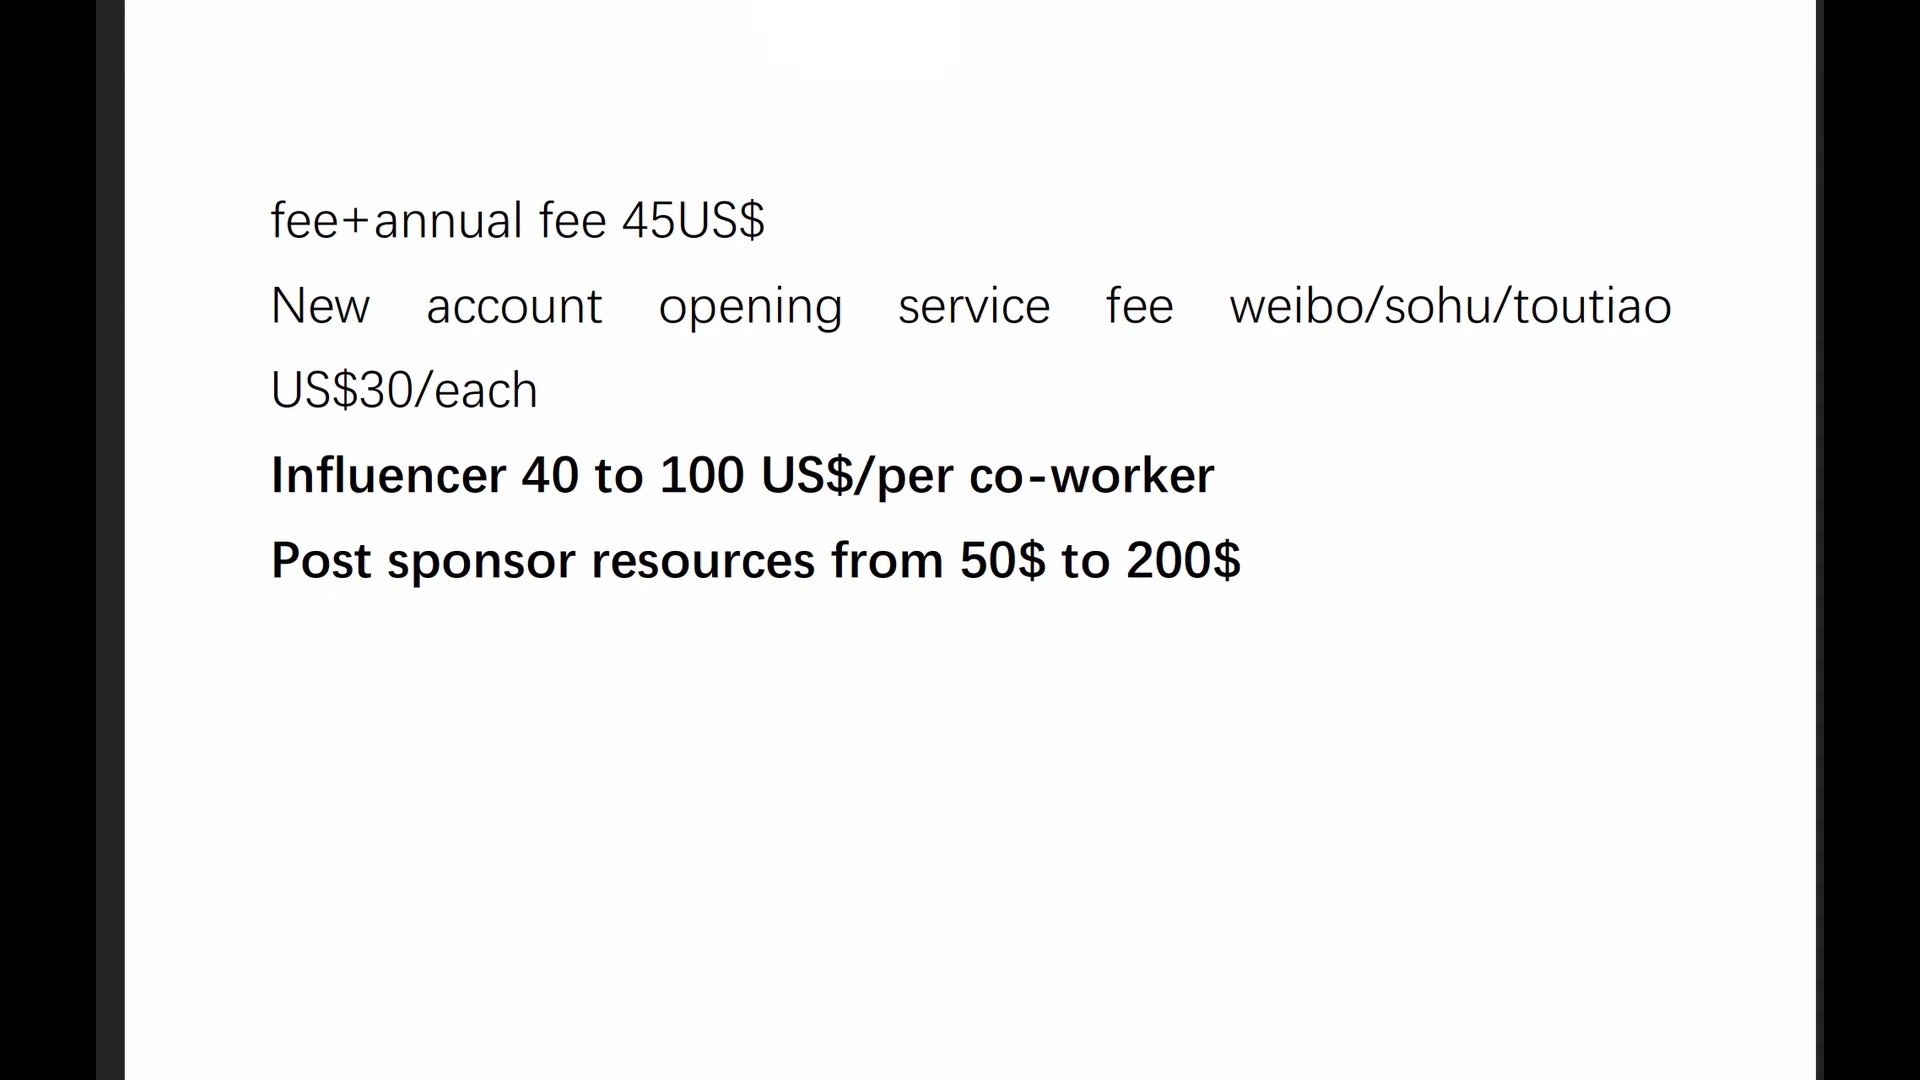 fee+annual fee 45US$
New account opening service fee weibo/sohu/toutiao
US$30/each
Influencer 40 to 100 US$/per co-worker
Post sponsor resources from 50$ to 200$